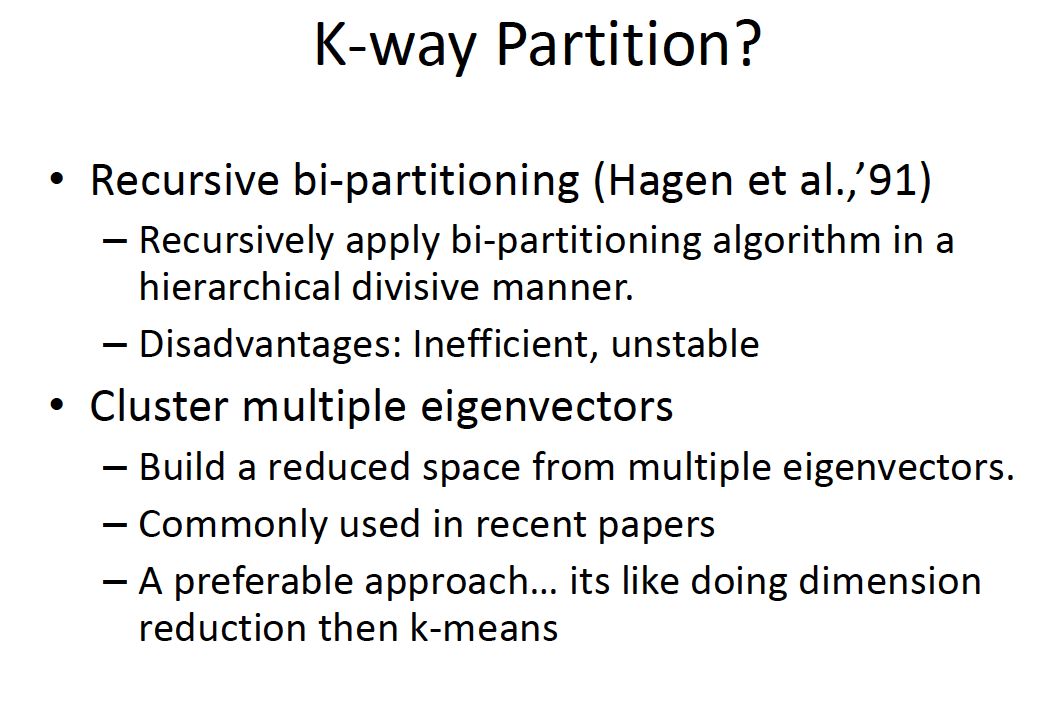 K-way Partition?
• Recursive bi-partitioning (Hagen et al.,’91)
– Recursively apply bi-partitioning algorithm in a
hierarchical divisive manner.
– Disadvantages: Inefficient, unstable
• Cluster multiple eigenvectors
– Build a reduced space from multiple eigenvectors.
– Commonly used in recent papers
– A preferable approach… its like doing dimension
reduction then k-means